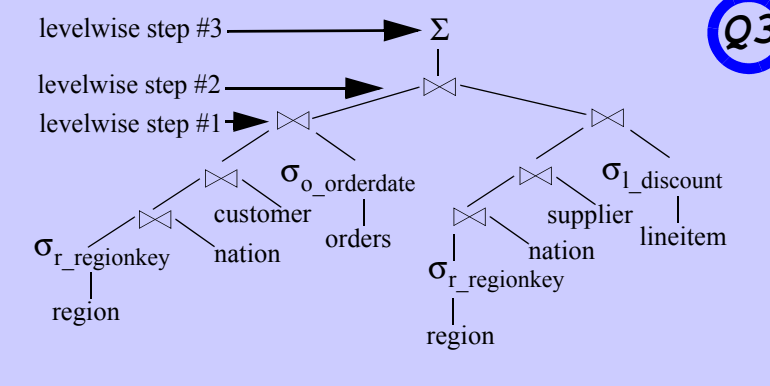 levelwise step #3
Σ
Q3
levelwise step #2
levelwise step #1
σo_orderdate
σl_discount
customer
supplier
orders
lineitem
σr_regionkey
nation
nation
σr_regionkey
region
region